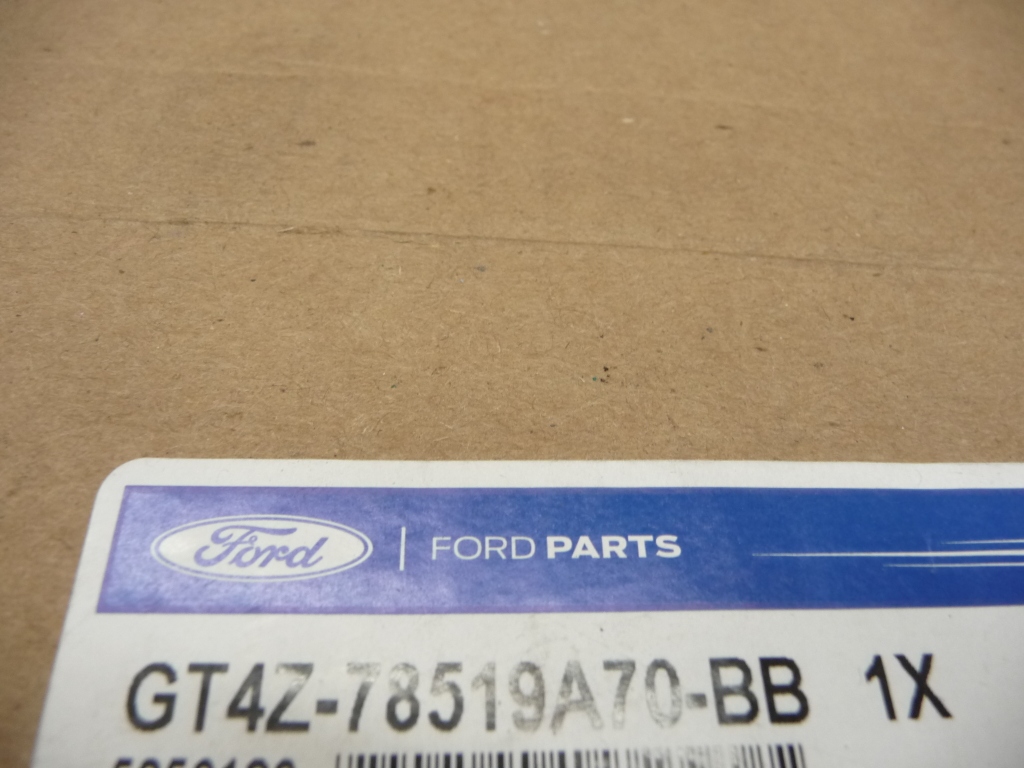 Ford | FORD PARTS
GT4Z-78519A70-BB 1X